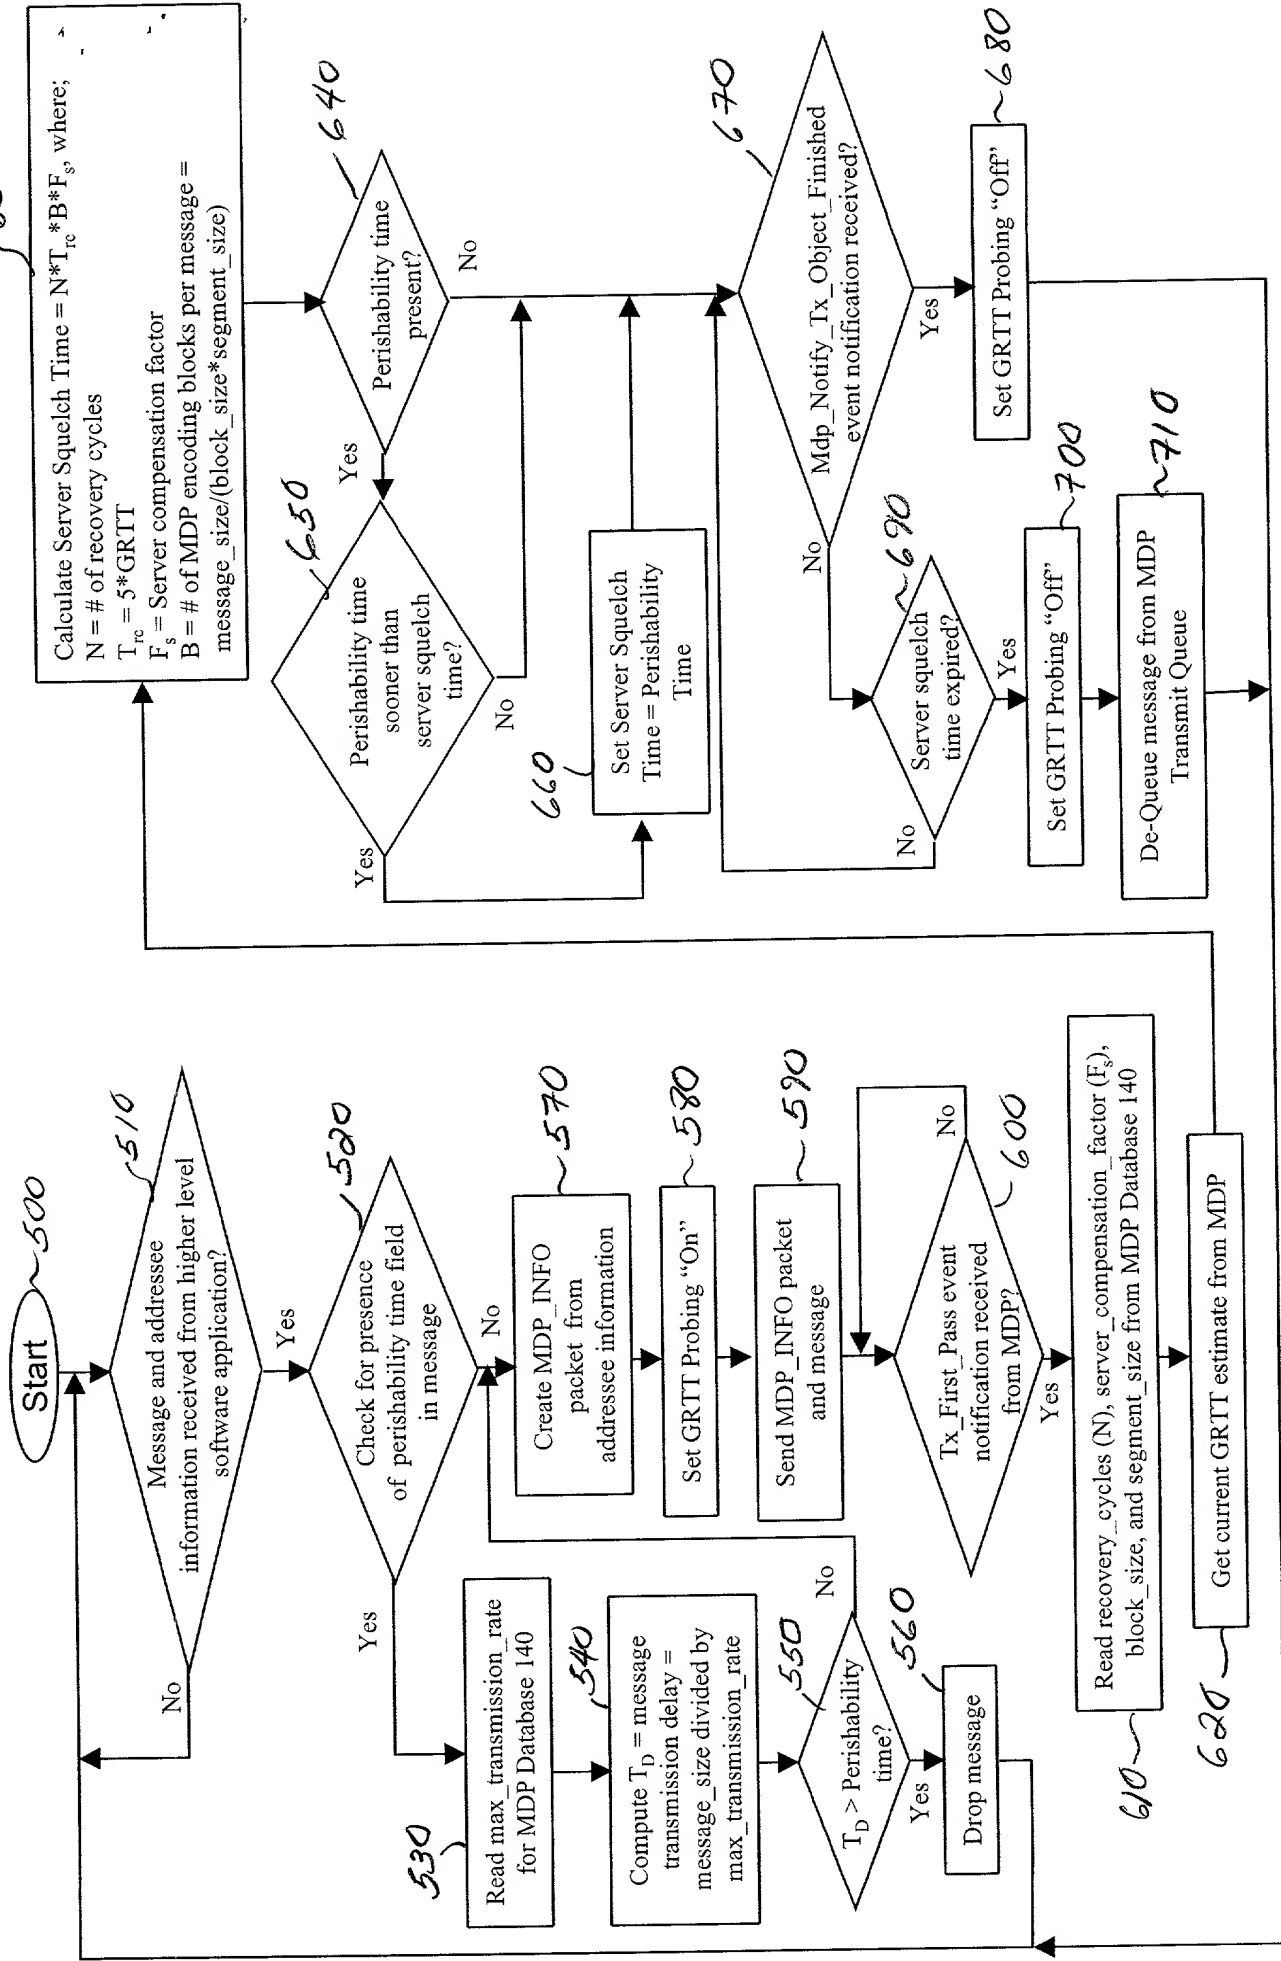 Start
500
Message and addressee
information received from higher level
software application?
510
No
Yes
Check for presence
of perishability time field
in message
520
Yes
No
Read max_transmission_rate
for MDP Database 140
530
Compute T_D = message
transmission delay =
message_size divided by
max_transmission_rate
540
T_D > Perishability
time?
550
No
Yes
Drop message
560
Create MDP_INFO
packet from
addressee information
570
Set GRTT Probing “On”
580
Send MDP_INFO packet
and message
590
Tx_First_Pass event
notification received
from MDP?
600
No
Yes
Read recovery_cycles (N), server_compensation_factor (F_s),
block_size, and segment_size from MDP Database 140
610
Get current GRTT estimate from MDP
620
Calculate Server Squelch Time = N*T_rc*B*F_s, where;
N = # of recovery cycles
T_rc = 5*GRTT
F_s = Server compensation factor
B = # of MDP encoding blocks per message =
message_size/(block_size*segment_size)
Perishability time
present?
640
Yes
No
Perishability time
sooner than
server squelch
time?
650
Yes
No
Set Server Squelch
Time = Perishability
Time
660
Mdp_Notify_Tx_Object_Finished
event notification received?
670
No
Yes
Set GRTT Probing “Off”
680
Server squelch
time expired?
690
No
Yes
Set GRTT Probing “Off”
700
De-Queue message from MDP
Transmit Queue
710